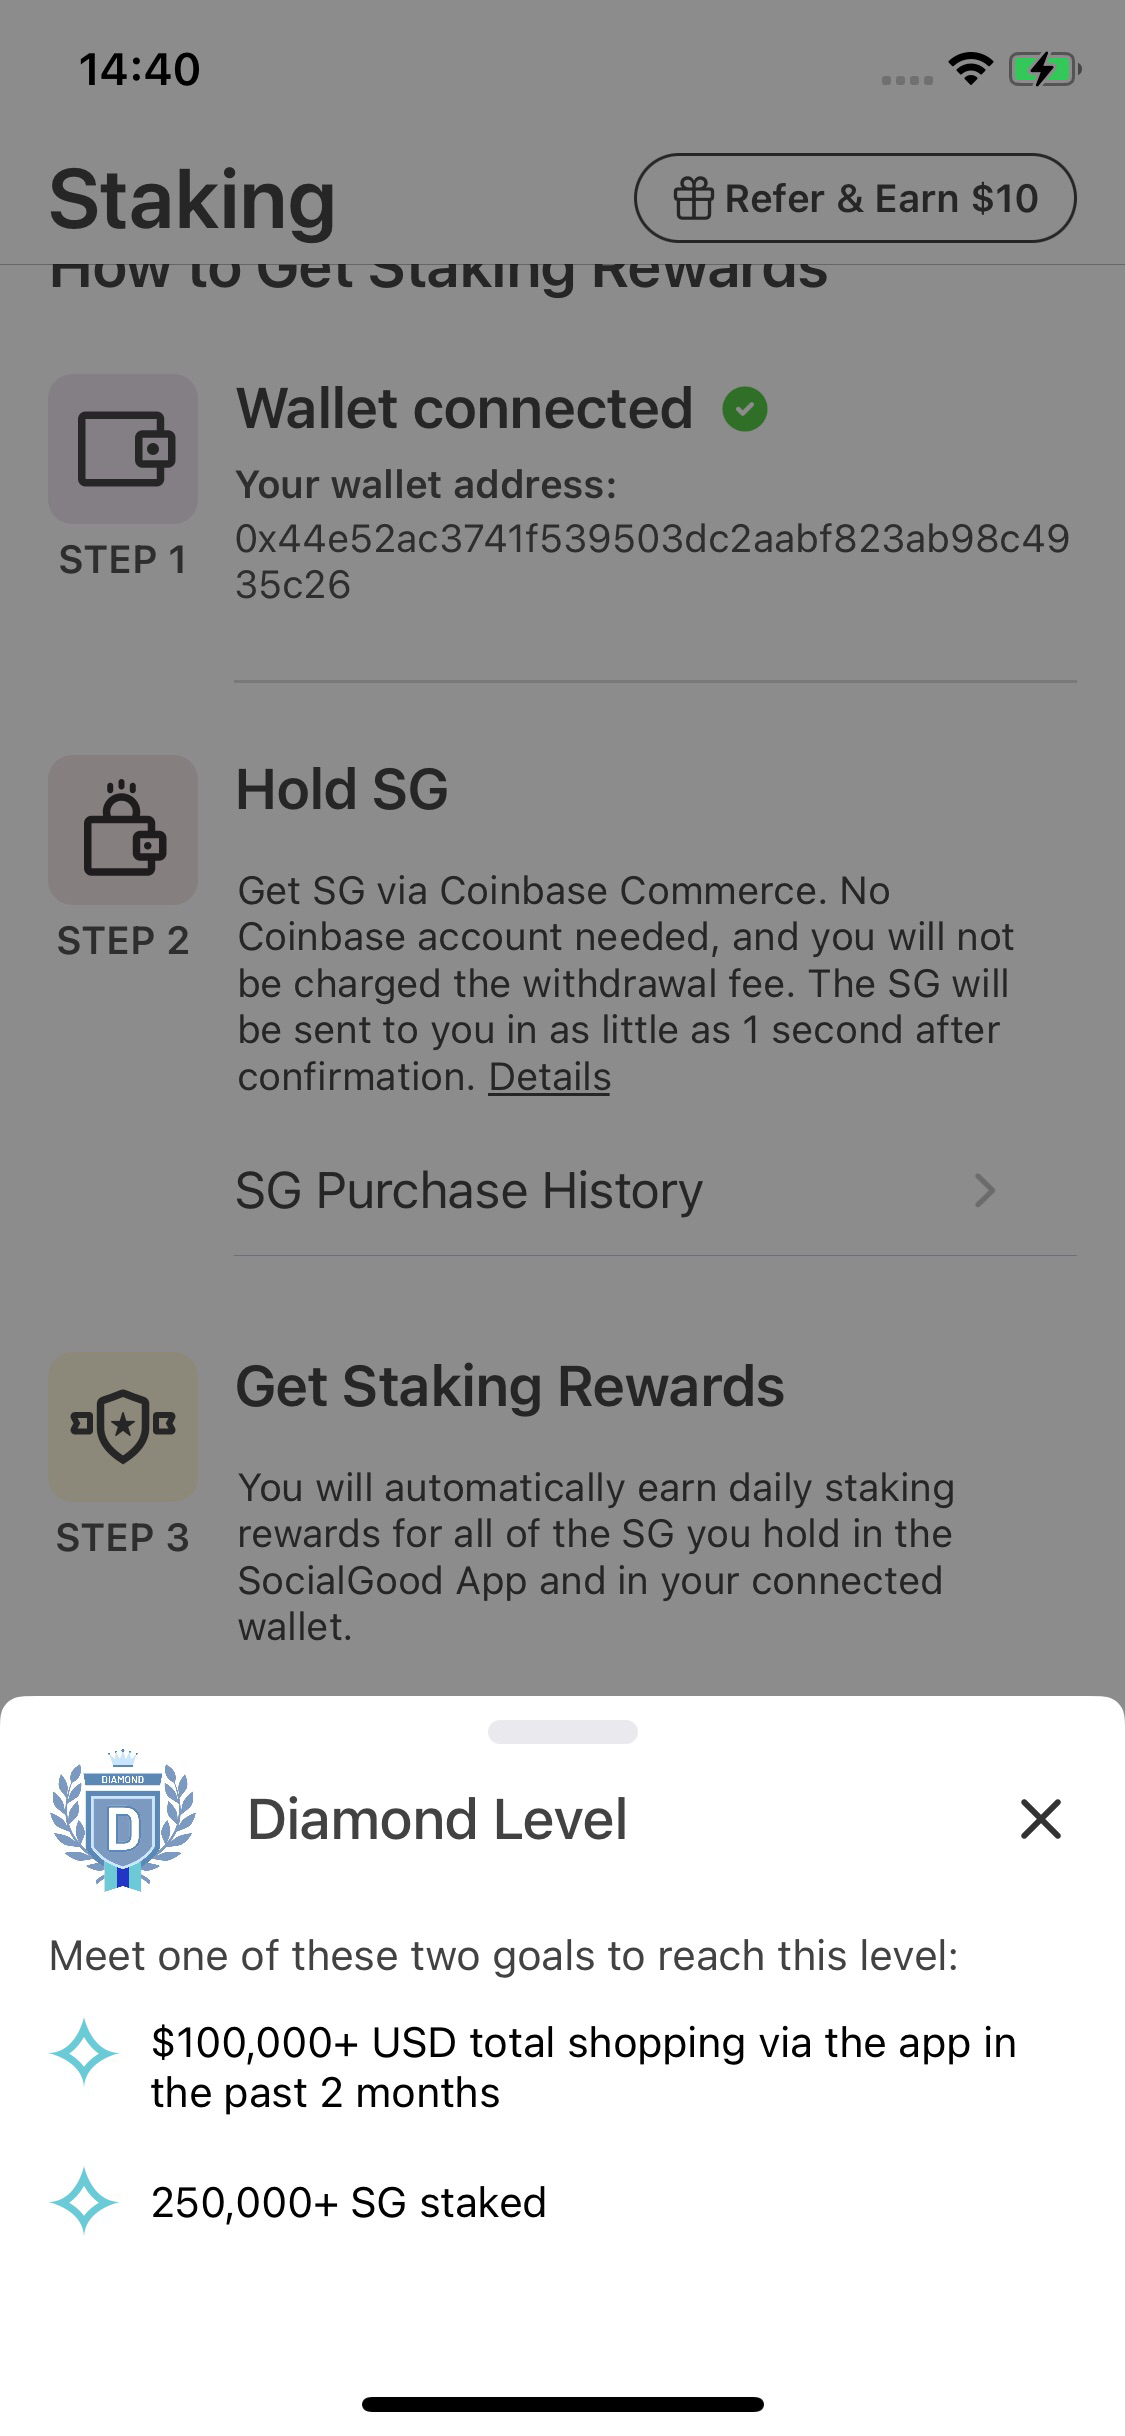 14:40
Staking
Refer & Earn $10
How to Get Staking Rewards
Wallet connected
Your wallet address:
0x44e52ac3741f539503dc2aabf823ab98c49
35c26
STEP 1
Hold SG
Get SG via Coinbase Commerce. No
Coinbase account needed, and you will not
be charged the withdrawal fee. The SG will
be sent to you in as little as 1 second after
confirmation. Details
STEP 2
SG Purchase History
Get Staking Rewards
You will automatically earn daily staking
rewards for all of the SG you hold in the
SocialGood App and in your connected
wallet.
STEP 3
DIAMOND
D
Diamond Level
Meet one of these two goals to reach this level:
$100,000+ USD total shopping via the app in
the past 2 months
250,000+ SG staked